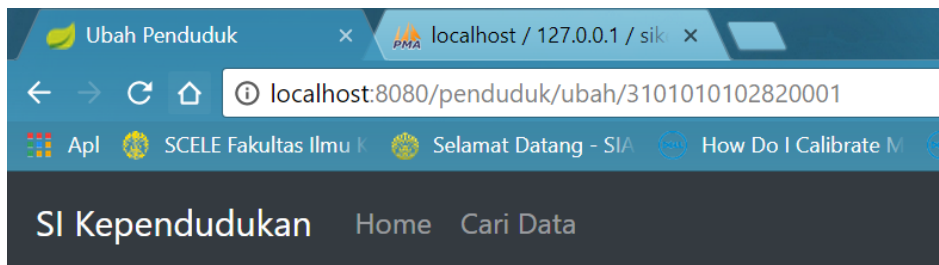 Ubah Penduduk
PMA localhost / 127.0.0.1 / sik
localhost:8080/penduduk/ubah/3101010102820001
Apl SCELE Fakultas Ilmu K Selamat Datang - SIA How Do I Calibrate M
SI Kependudukan Home Cari Data